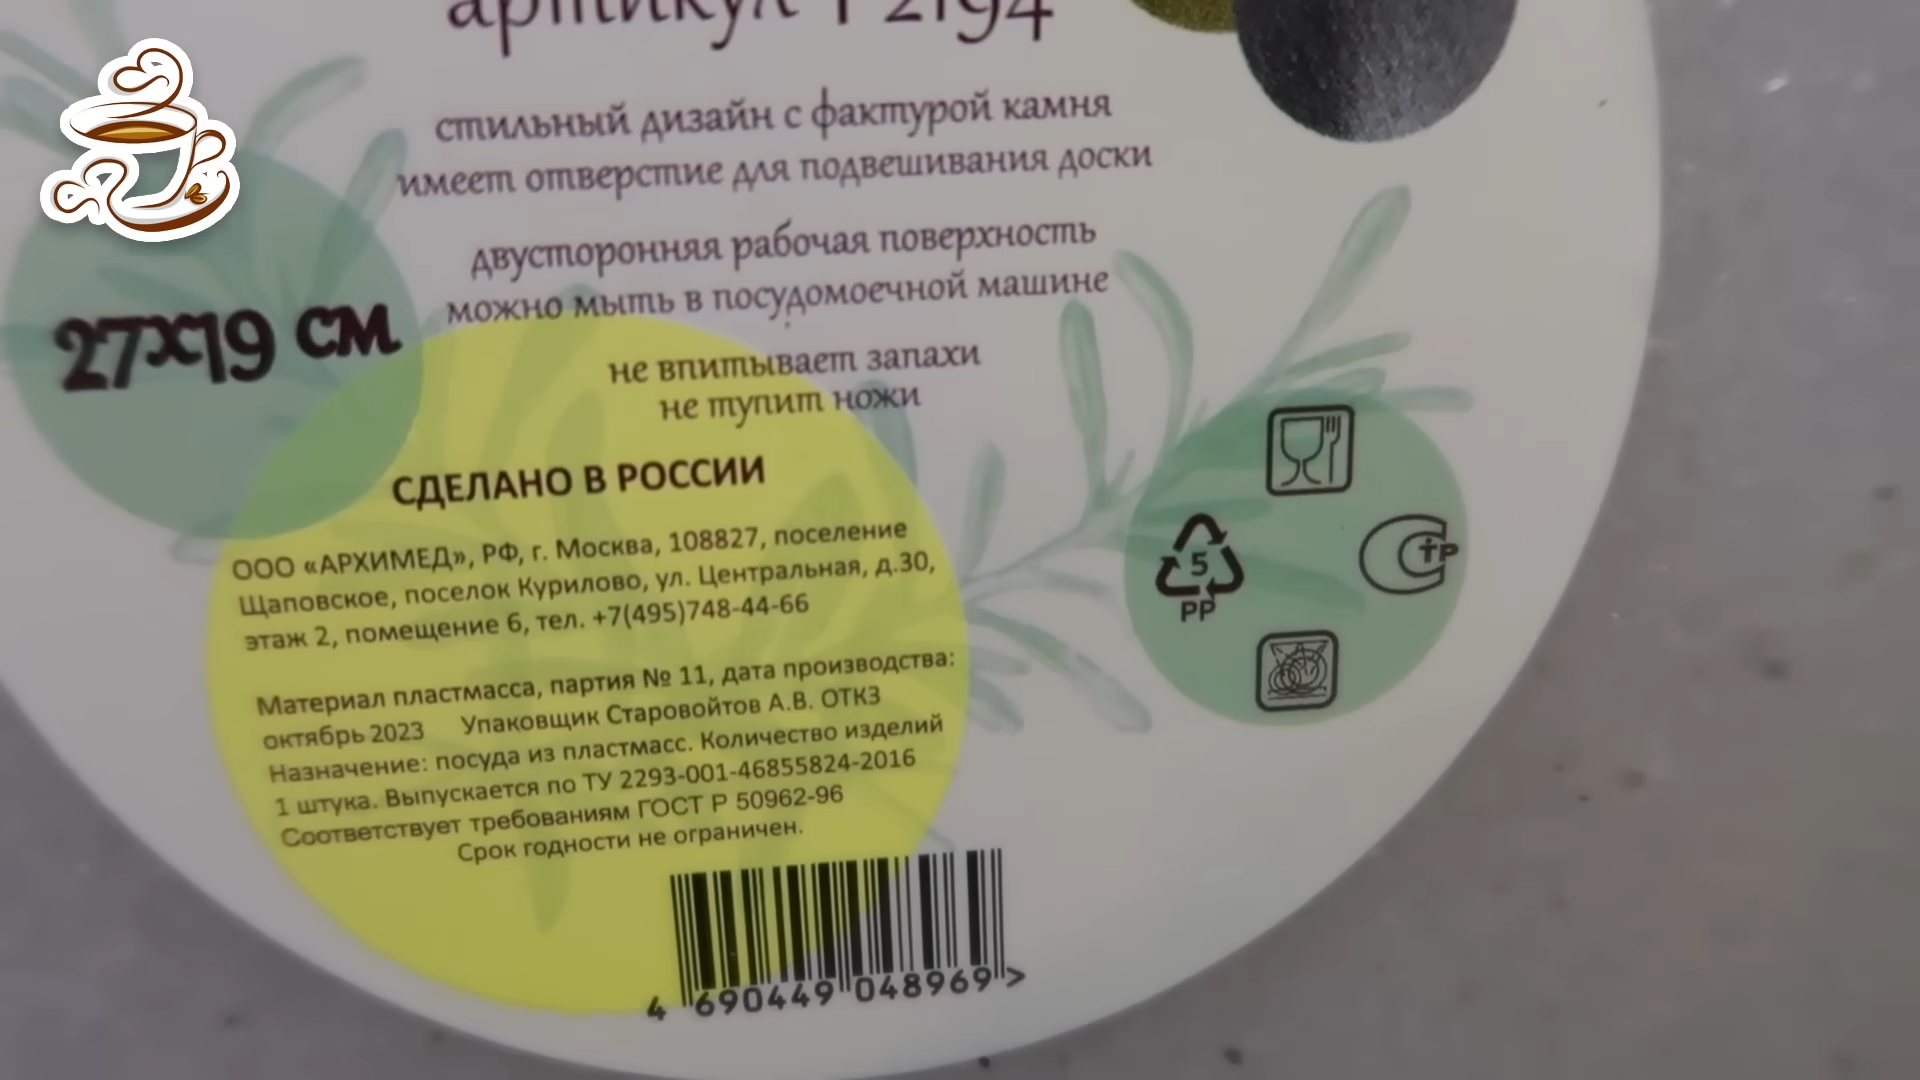 артикул
стильный дизайн с фактурой камня
имеет отверстие для подвешивания доски
двусторонняя рабочая поверхность
можно мыть в посудомоечной машине
27х19 см
не впитывает запахи
не тупит ножи
СДЕЛАНО В РОССИИ
ООО «АРХИМЕД», РФ, г. Москва, 108827, поселение
Щаповское, поселок Курилово, ул. Центральная, д.30,
этаж 2, помещение 6, тел. +7(495)748-44-66
5
PP
СтР
Материал пластмасса, партия № 11, дата производства:
октябрь 2023 Упаковщик Старовойтов А.В. ОТК3
Назначение: посуда из пластмасс. Количество изделий
1 штука. Выпускается по ТУ 2293-001-46855824-2016
Соответствует требованиям ГОСТ Р 50962-96
Срок годности не ограничен.
4 690449 048969 >